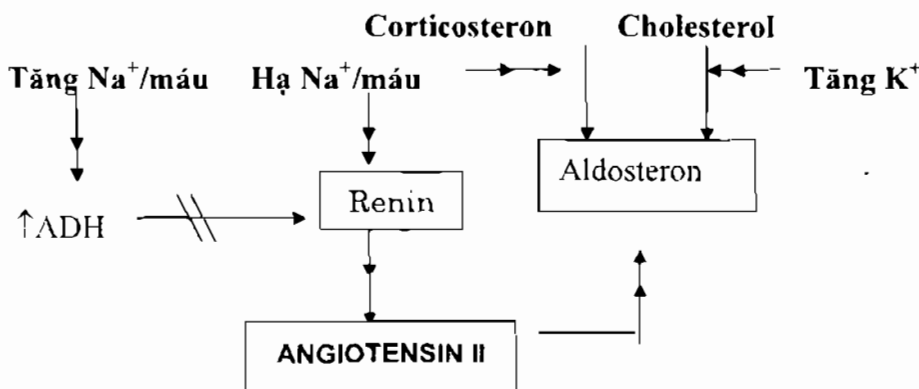 Corticosteron Cholesterol
Tăng Na⁺/máu Hạ Na⁺/máu Tăng K⁺
Aldosteron
Renin
↑ADH
ANGIOTENSIN II